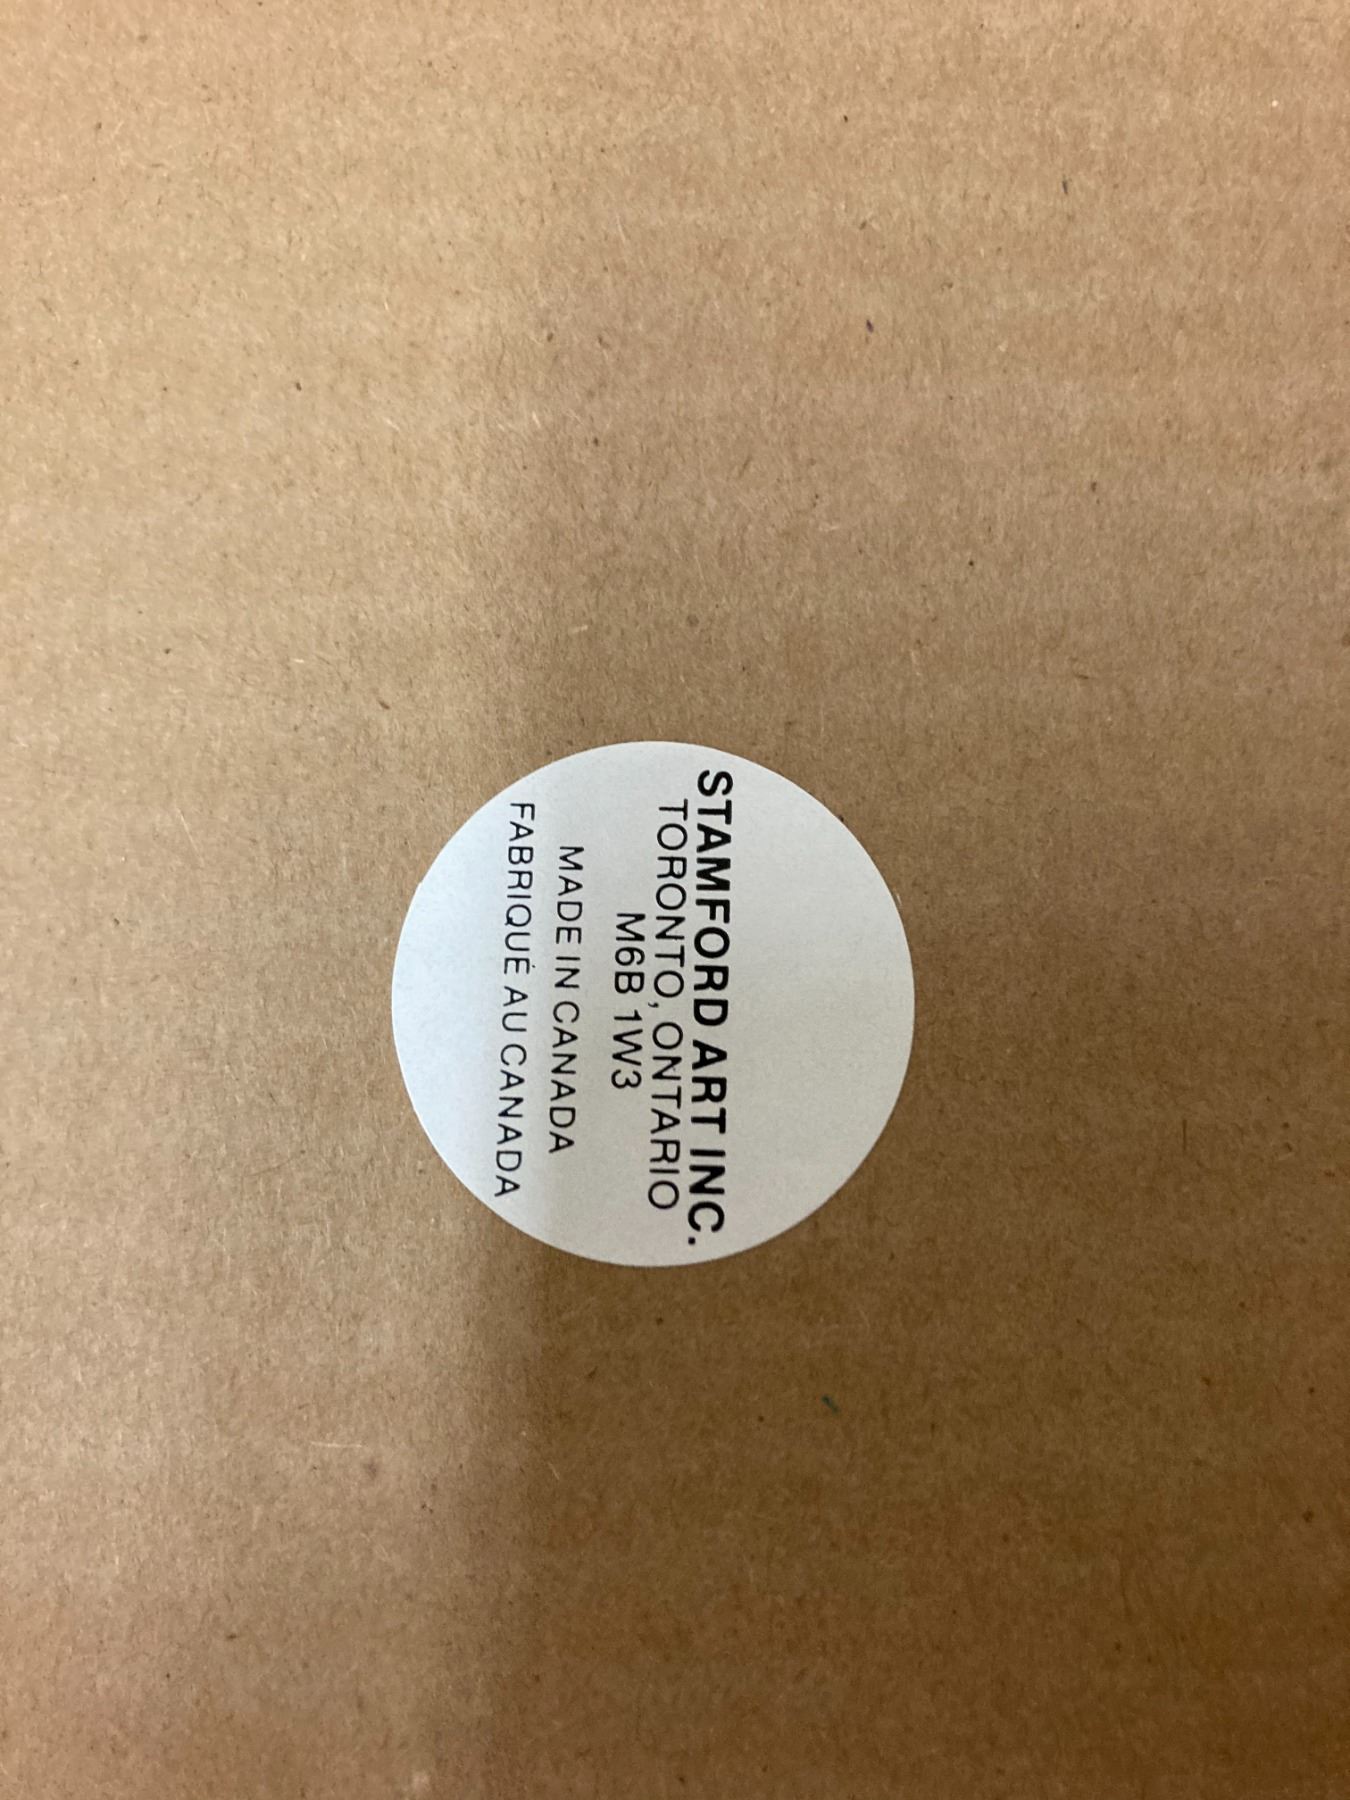 STAMFORD ART INC.
TORONTO, ONTARIO
M6B 1W3
MADE IN CANADA
FABRIQUÉ AU CANADA